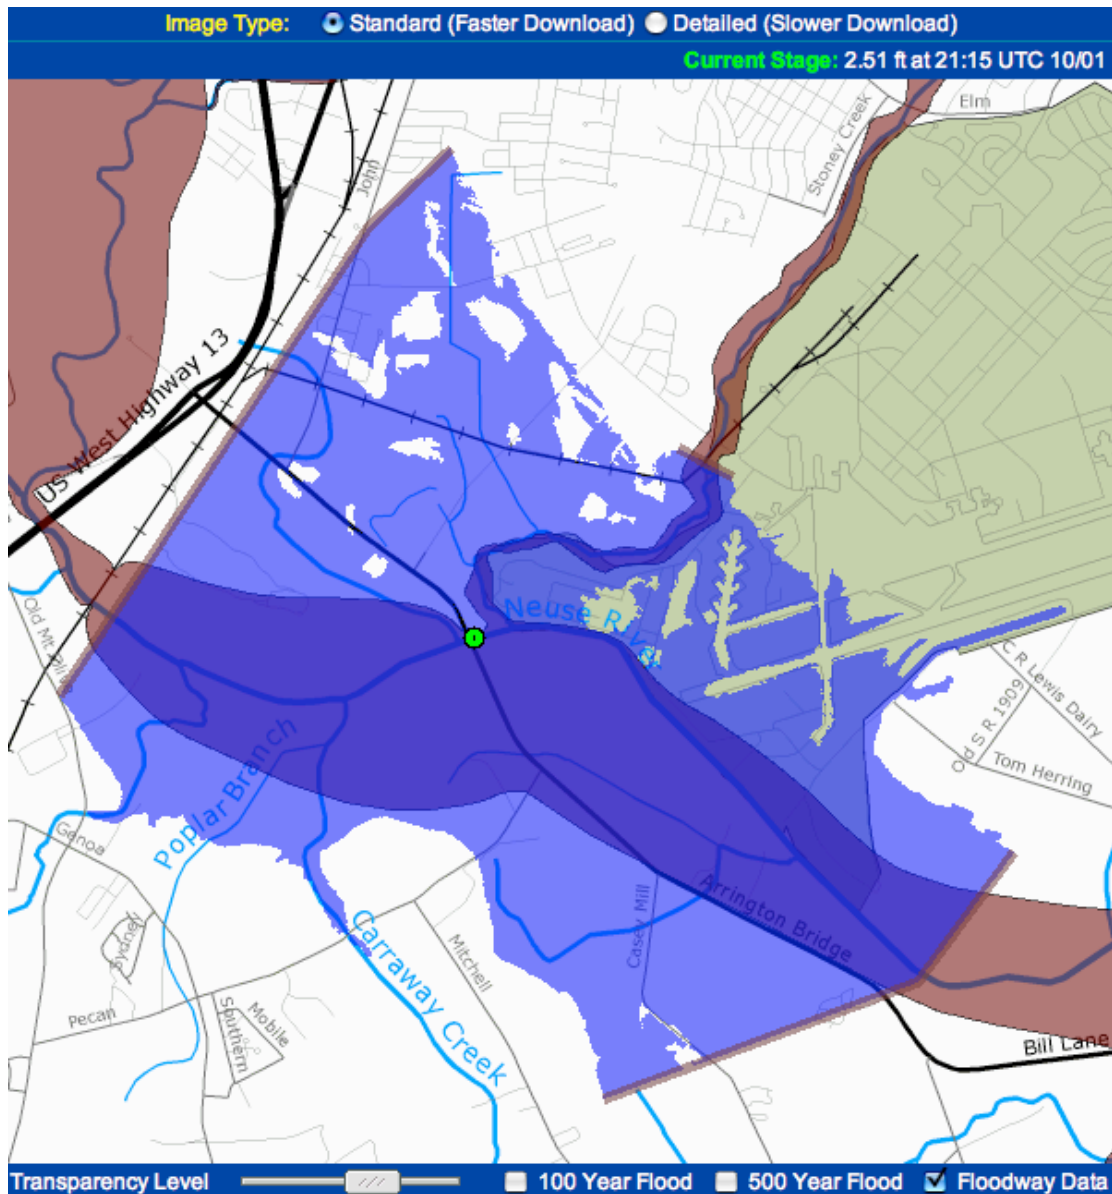 Image Type: Standard (Faster Download) Detailed (Slower Download)
Current Stage: 2.51 ft at 21:15 UTC 10/01
Elm
Stoney Creek
John
US West Highway 13
Neuse River
Old Mt
C R Lewis Dairy
Old S R 1909
Tom Herring
Poplar Branch
Genoa
Arrington Bridge
Casey Mill
Sydney
Carraway Creek
Mitchell
Pecan
Southern
Mobile
Bill Lane
Transparency Level 100 Year Flood 500 Year Flood Floodway Data